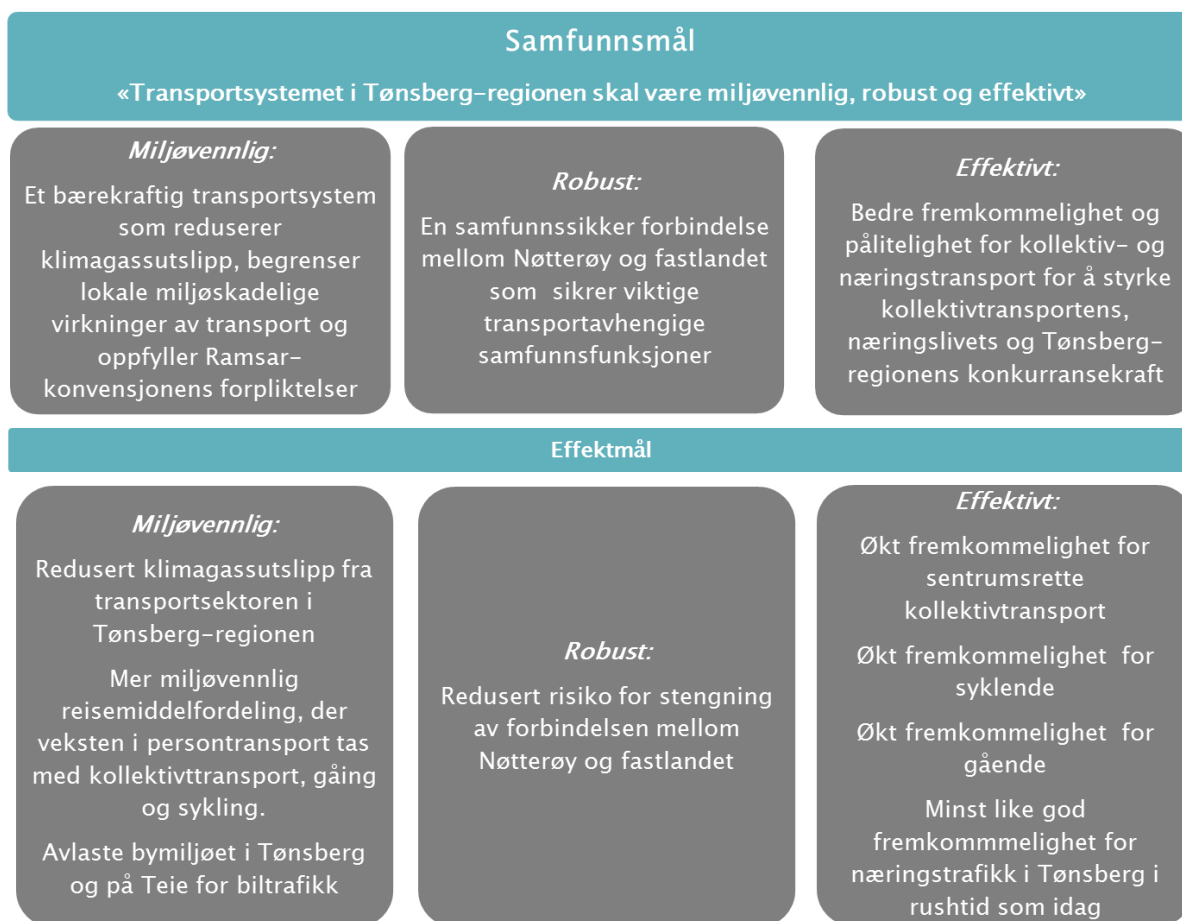 Samfunnsmål
«Transportsystemet i Tønsberg-regionen skal være miljøvennlig, robust og effektivt»
Miljøvennlig:
Et bærekraftig transportsystem
som reduserer
klimagassutslipp, begrenser
lokale miljøskadelige
virkninger av transport og
oppfyller Ramsar-
konvensjonens forpliktelser
Robust:
En samfunnssikker forbindelse
mellom Nøtterøy og fastlandet
som sikrer viktige
transportavhengige
samfunnsfunksjoner
Effektivt:
Bedre fremkommelighet og
pålitelighet for kollektiv- og
næringstransport for å styrke
kollektivtransportens,
næringslivets og Tønsberg-
regionens konkurransekraft
Effektmål
Miljøvennlig:
Redusert klimagassutslipp fra
transportsektoren i
Tønsberg-regionen
Mer miljøvennlig
reisemiddelfordeling, der
veksten i persontransport tas
med kollektivttransport, gåing
og sykling.
Avlaste bymiljøet i Tønsberg
og på Teie for biltrafikk
Robust:
Redusert risiko for stengning
av forbindelsen mellom
Nøtterøy og fastlandet
Effektivt:
Økt fremkommelighet for
sentrumsrette
kollektivtransport
Økt fremkommelighet for
syklende
Økt fremkommelighet for
gående
Minst like god
fremkommmelighet for
næringstrafikk i Tønsberg i
rushtid som idag